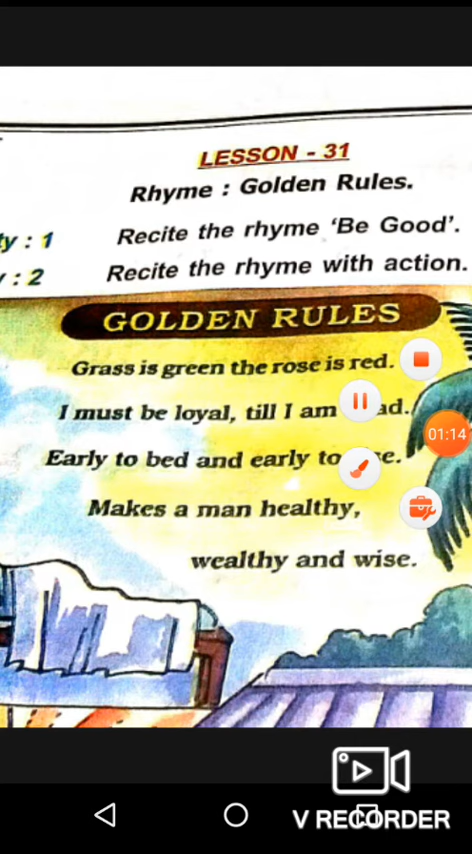 LESSON - 31
Rhyme : Golden Rules.
ty : 1 Recite the rhyme ‘Be Good’.
: 2 Recite the rhyme with action.
GOLDEN RULES
Grass is green the rose is red.
I must be loyal, till I am ad.
01:14
Early to bed and early to e.
Makes a man healthy,
wealthy and wise.
V RECORDER